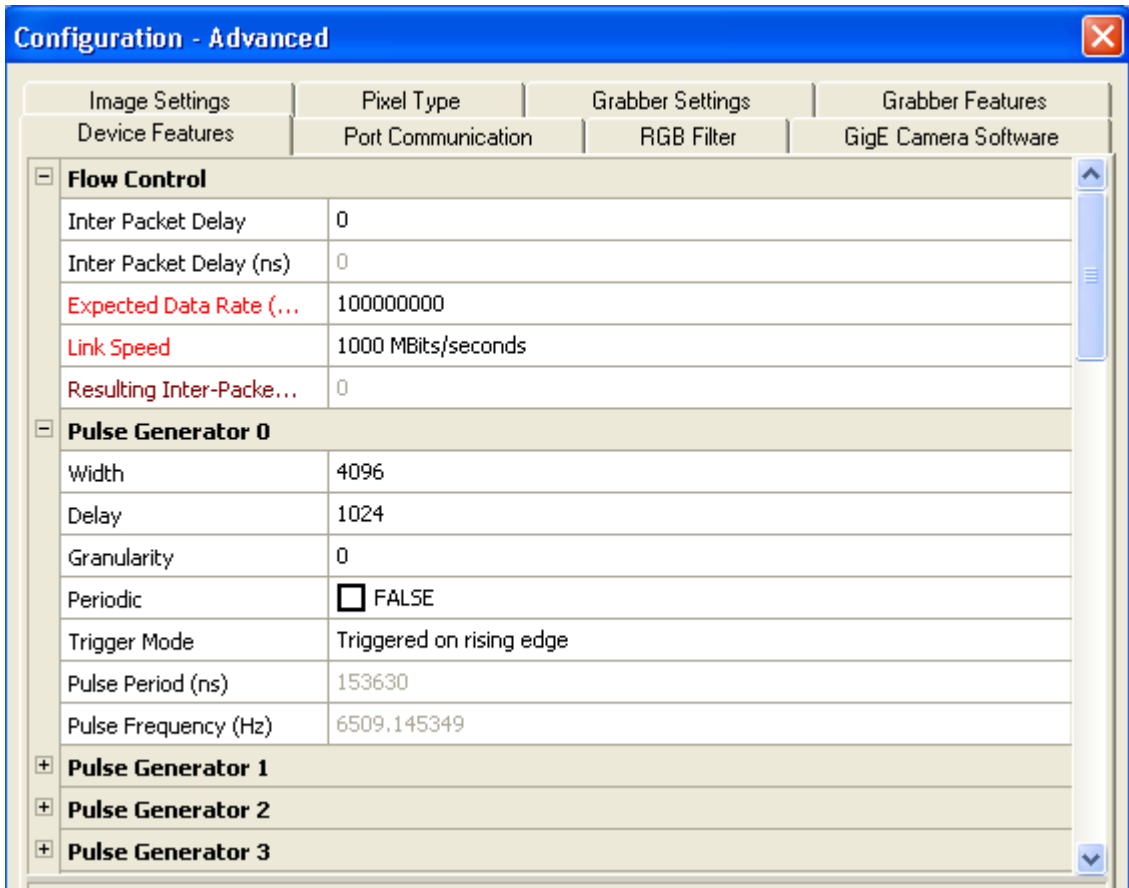 Configuration - Advanced
Image Settings Pixel Type Grabber Settings Grabber Features
Device Features Port Communication RGB Filter GigE Camera Software
Flow Control
Inter Packet Delay 0
Inter Packet Delay (ns) 0
Expected Data Rate (... 100000000
Link Speed 1000 MBits/seconds
Resulting Inter-Packe... 0
Pulse Generator 0
Width 4096
Delay 1024
Granularity 0
Periodic FALSE
Trigger Mode Triggered on rising edge
Pulse Period (ns) 153630
Pulse Frequency (Hz) 6509.145349
Pulse Generator 1
Pulse Generator 2
Pulse Generator 3